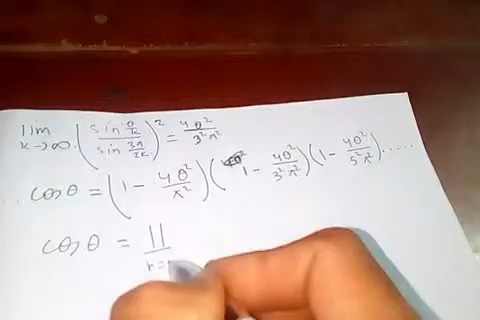 lim k→∞ (sin θ/k / sin 3π/2k)² = 4θ²/3²π²
cos θ = (1 - 4θ²/π²)(1 - 4θ²/3²π²)(1 - 4θ²/5²π²).....
cos θ = Π r=